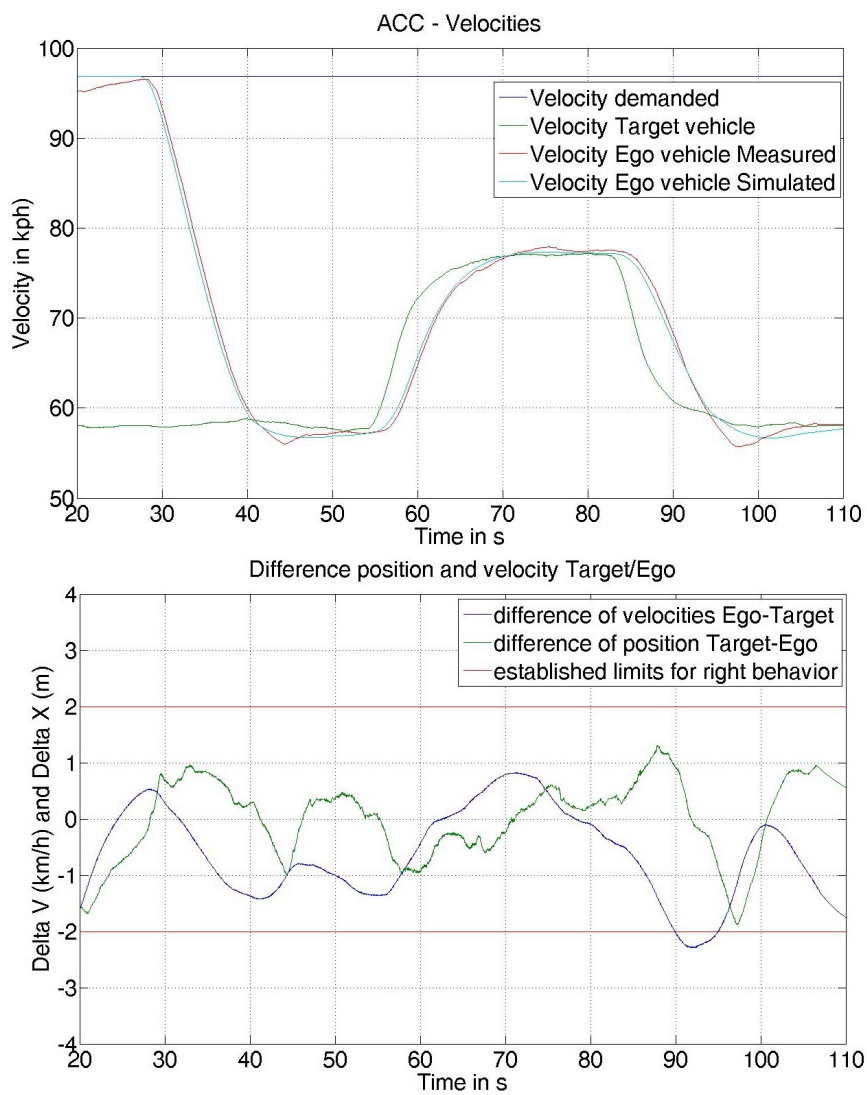 ACC - Velocities
100
90
80
70
60
50
Velocity in kph)
Velocity demanded
Velocity Target vehicle
Velocity Ego vehicle Measured
Velocity Ego vehicle Simulated
20 30 40 50 60 70 80 90 100 110
Time in s
Difference position and velocity Target/Ego
4
3
2
1
0
-1
-2
-3
-4
Delta V (km/h) and Delta X (m)
difference of velocities Ego-Target
difference of position Target-Ego
established limits for right behavior
20 30 40 50 60 70 80 90 100 110
Time in s